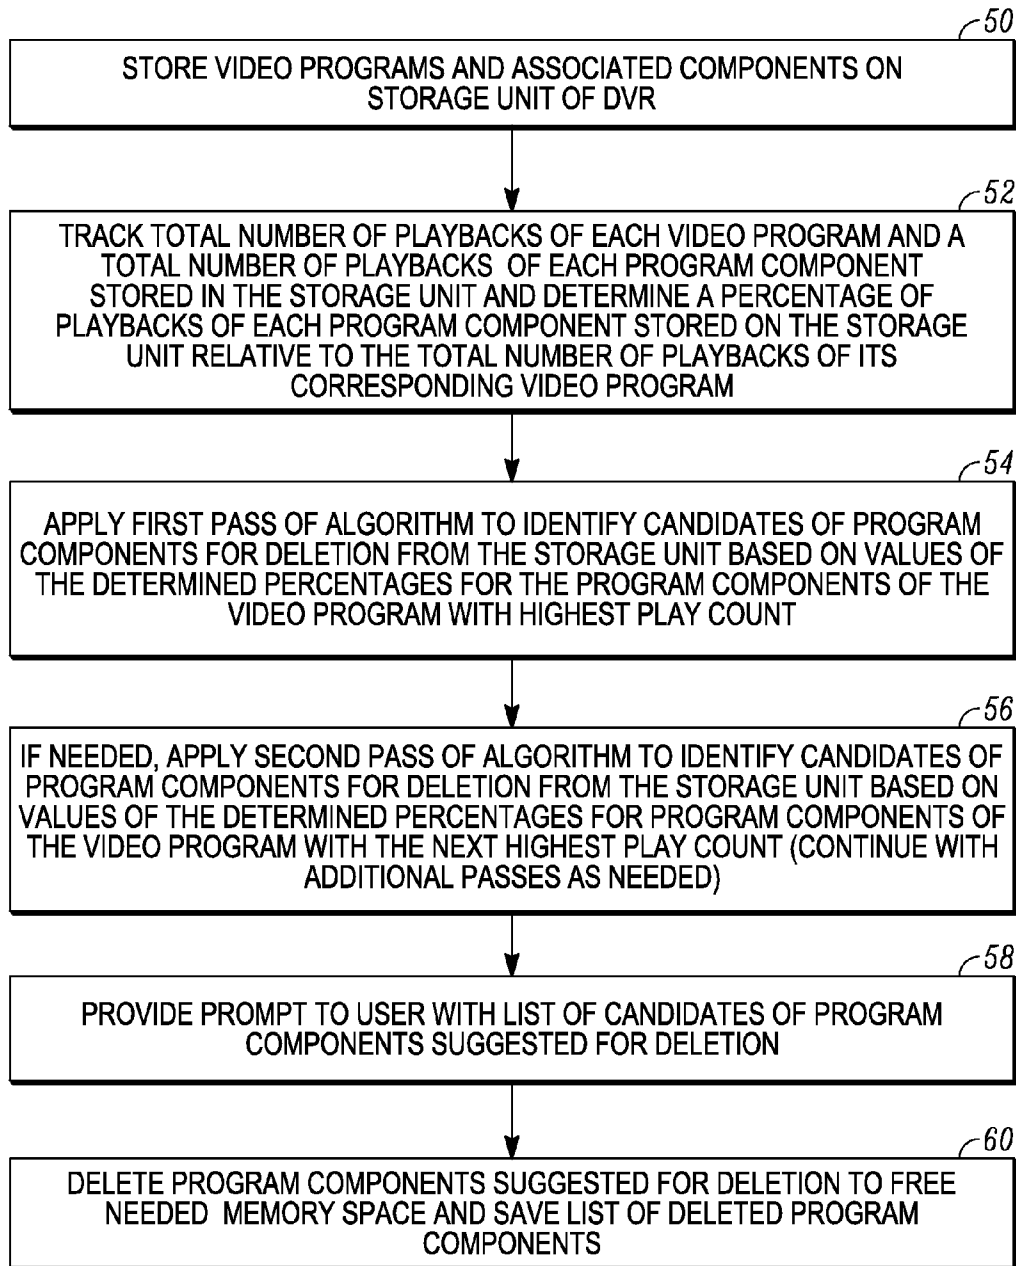 50
STORE VIDEO PROGRAMS AND ASSOCIATED COMPONENTS ON
STORAGE UNIT OF DVR
52
TRACK TOTAL NUMBER OF PLAYBACKS OF EACH VIDEO PROGRAM AND A
TOTAL NUMBER OF PLAYBACKS OF EACH PROGRAM COMPONENT
STORED IN THE STORAGE UNIT AND DETERMINE A PERCENTAGE OF
PLAYBACKS OF EACH PROGRAM COMPONENT STORED ON THE STORAGE
UNIT RELATIVE TO THE TOTAL NUMBER OF PLAYBACKS OF ITS
CORRESPONDING VIDEO PROGRAM
54
APPLY FIRST PASS OF ALGORITHM TO IDENTIFY CANDIDATES OF PROGRAM
COMPONENTS FOR DELETION FROM THE STORAGE UNIT BASED ON VALUES OF
THE DETERMINED PERCENTAGES FOR THE PROGRAM COMPONENTS OF THE
VIDEO PROGRAM WITH HIGHEST PLAY COUNT
56
IF NEEDED, APPLY SECOND PASS OF ALGORITHM TO IDENTIFY CANDIDATES OF
PROGRAM COMPONENTS FOR DELETION FROM THE STORAGE UNIT BASED ON
VALUES OF THE DETERMINED PERCENTAGES FOR PROGRAM COMPONENTS OF
THE VIDEO PROGRAM WITH THE NEXT HIGHEST PLAY COUNT (CONTINUE WITH
ADDITIONAL PASSES AS NEEDED)
58
PROVIDE PROMPT TO USER WITH LIST OF CANDIDATES OF PROGRAM
COMPONENTS SUGGESTED FOR DELETION
60
DELETE PROGRAM COMPONENTS SUGGESTED FOR DELETION TO FREE
NEEDED MEMORY SPACE AND SAVE LIST OF DELETED PROGRAM
COMPONENTS